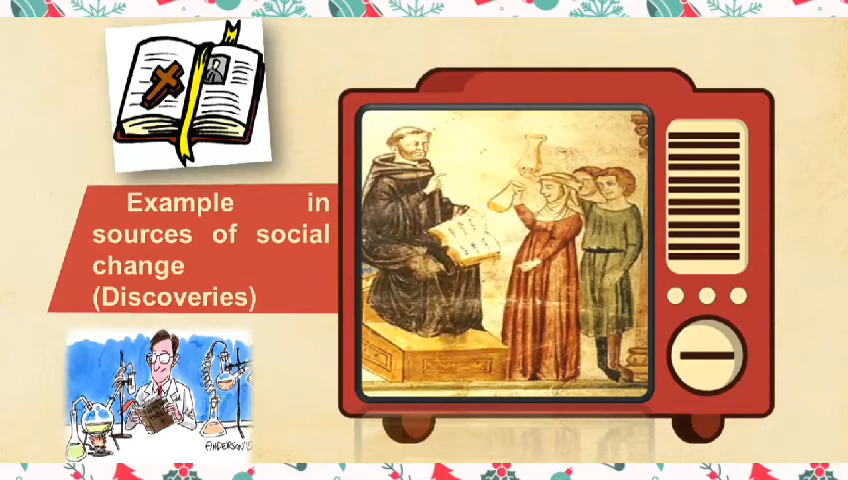 Example in
sources of social
change
(Discoveries)
ANDERSON